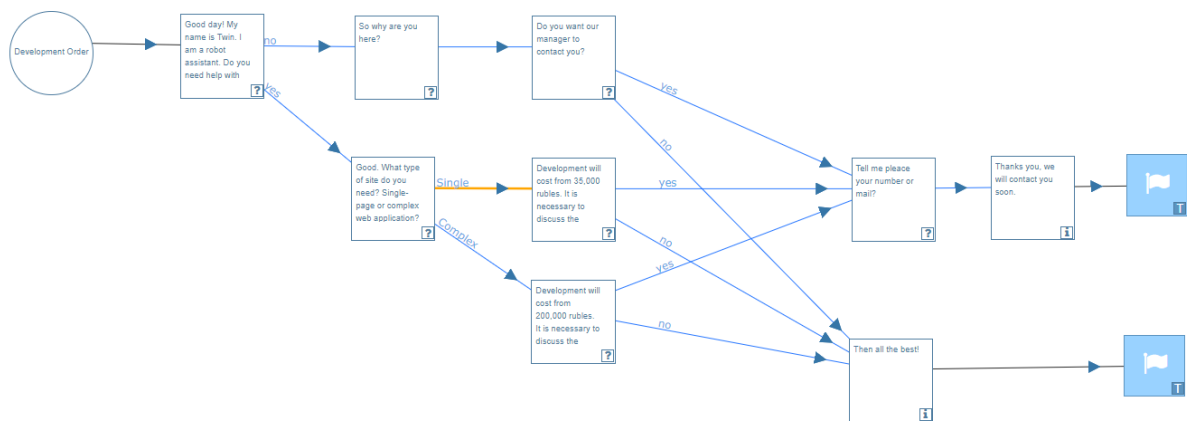 Development Order
Good day! My
name is Twin. I
am a robot
assistant. Do you
need help with
?
no
yes
So why are you
here?
?
Do you want our
manager to
contact you?
?
yes
no
Good. What type
of site do you
need? Single-
page or complex
web application?
?
Single
Complex
Development will
cost from 35,000
rubles. It is
necessary to
discuss the
?
yes
no
Development will
cost from
200,000 rubles.
It is necessary to
discuss the
?
yes
no
Tell me pleace
your number or
mail?
?
Thanks you, we
will contact you
soon.
i
T
Then all the best!
i
T